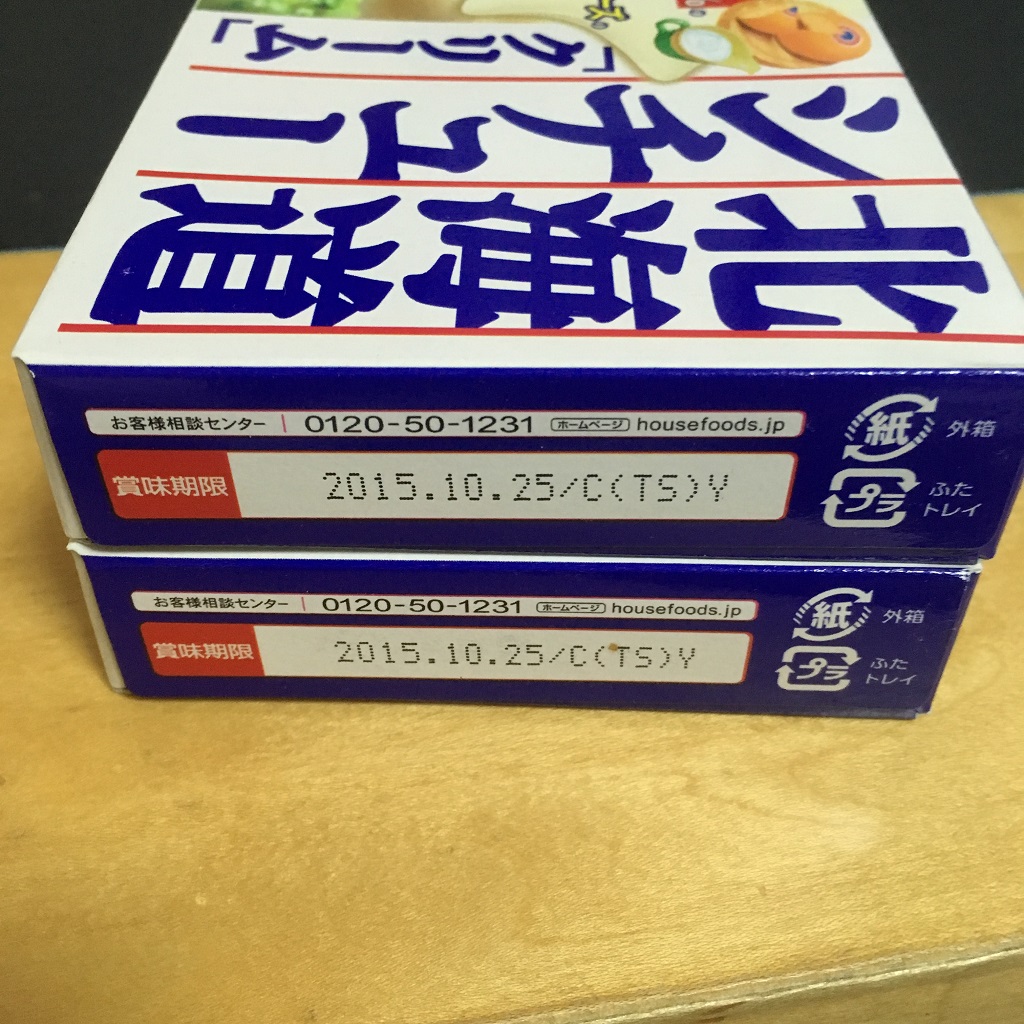 北海道
シチュー
「クリーム」
お客様相談センター | 0120-50-1231 ホームページ housefoods.jp
賞味期限 2015.10.25/C(TS)Y
紙 外箱
プラ ふた
トレイ
お客様相談センター | 0120-50-1231 ホームページ housefoods.jp
賞味期限 2015.10.25/C(TS)Y
紙 外箱
プラ ふた
トレイ